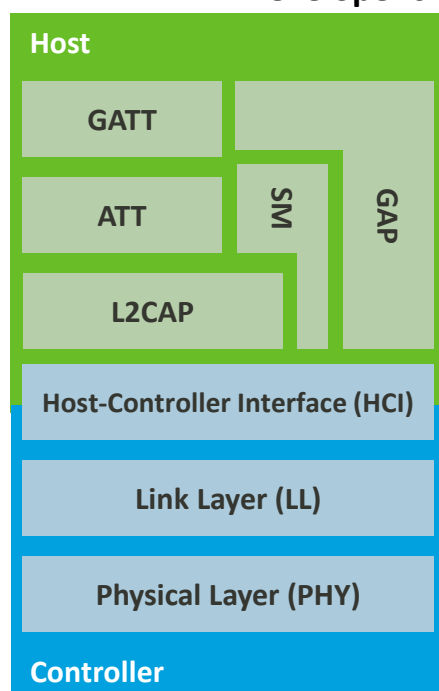 Host
GATT
ATT
SM
GAP
L2CAP
Host-Controller Interface (HCI)
Link Layer (LL)
Physical Layer (PHY)
Controller